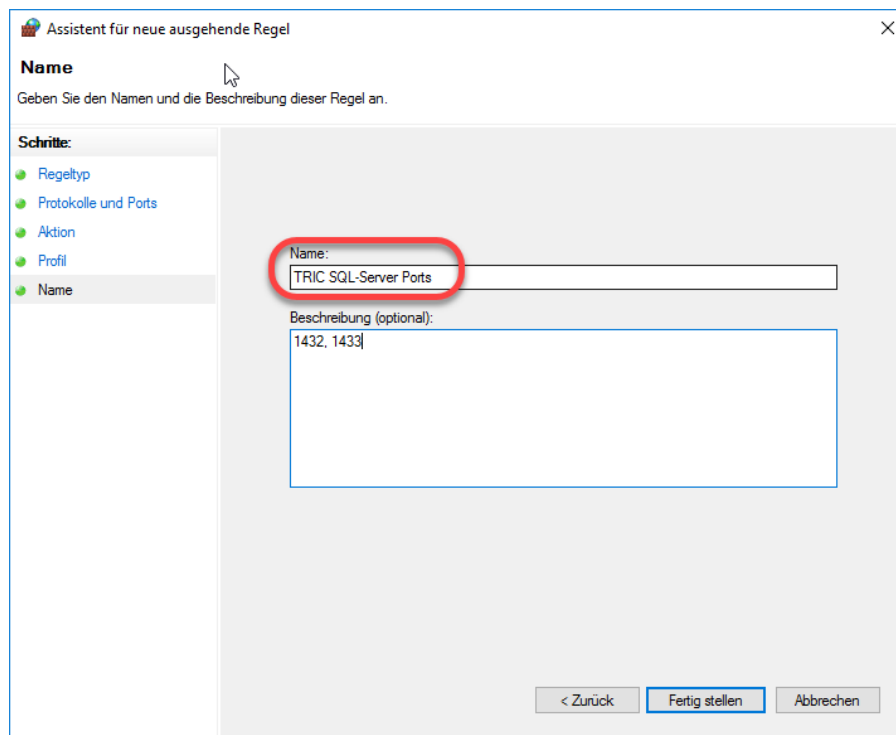 Assistent für neue ausgehende Regel
Name
Geben Sie den Namen und die Beschreibung dieser Regel an.
Schritte:
Regeltyp
Protokolle und Ports
Aktion
Profil
Name
Name:
TRIC SQL-Server Ports
Beschreibung (optional):
1432, 1433
< Zurück
Fertig stellen
Abbrechen